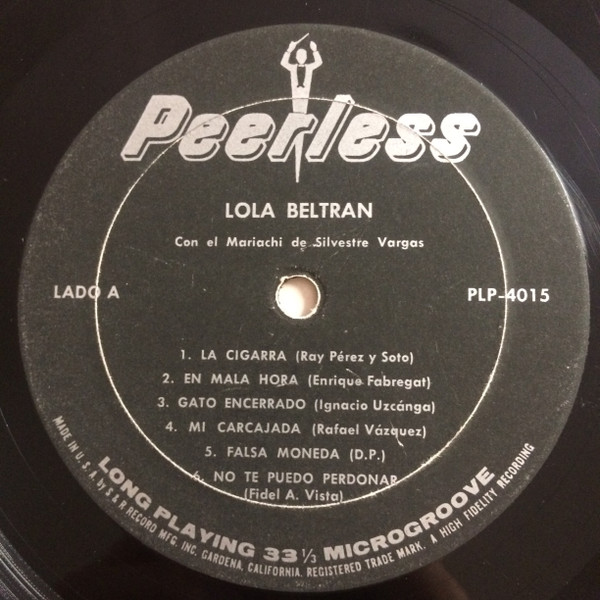 Peerless
LOLA BELTRAN
Con el Mariachi de Silvestre Vargas
LADO A
PLP-4015
1. LA CIGARRA (Ray Pérez y Soto)
2. EN MALA HORA (Enrique Fabregat)
3. GATO ENCERRADO (Ignacio Uzcánga)
4. MI CARCAJADA (Rafael Vázquez)
5. FALSA MONEDA (D.P.)
6. NO TE PUEDO PERDONAR
(Fidel A. Vista)
LONG PLAYING 33 1/3 MICROGROOVE
MADE IN U.S.A. by S & R RECORD MFG. INC. GARDENA, CALIFORNIA. REGISTERED TRADE MARK. A HIGH FIDELITY RECORDING